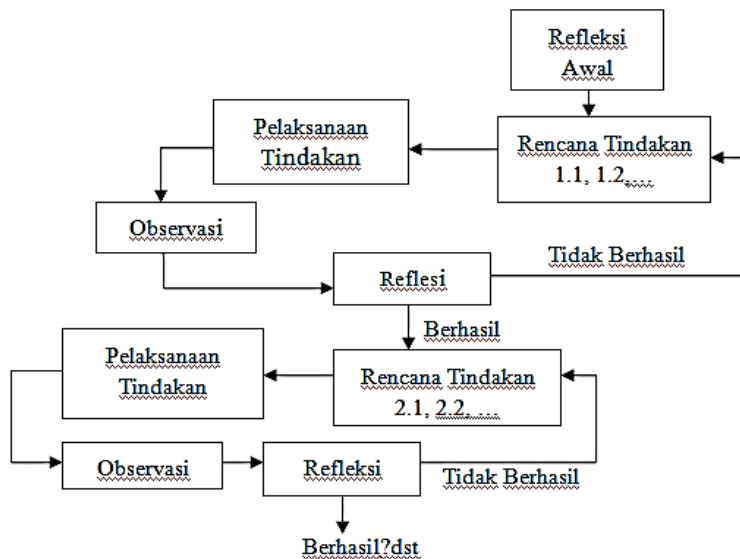 Refleksi
Awal
Pelaksanaan
Tindakan
Rencana Tindakan
1.1, 1.2,...
Observasi
Reflesi
Tidak Berhasil
Berhasil
Pelaksanaan
Tindakan
Rencana Tindakan
2.1, 2.2, ...
Observasi
Refleksi
Tidak Berhasil
Berhasil?dst